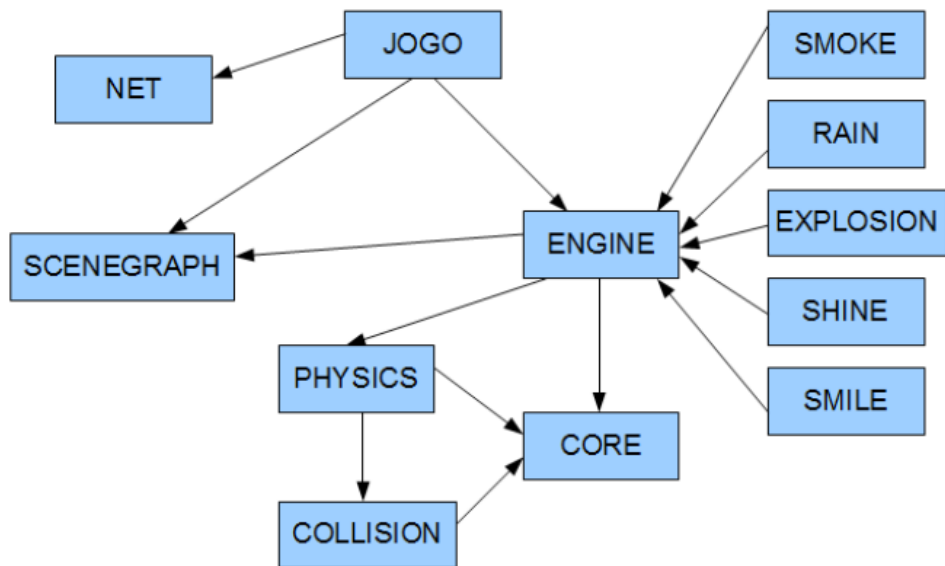 JOGO
SMOKE
NET
RAIN
EXPLOSION
ENGINE
SCENEGRAPH
SHINE
PHYSICS
SMILE
CORE
COLLISION